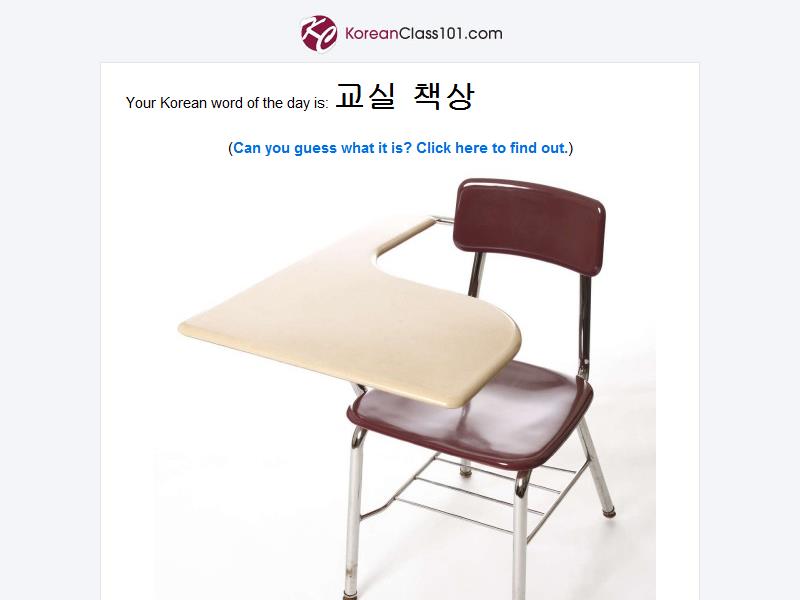 KoreanClass101.com
Your Korean word of the day is: 교실 책상
(Can you guess what it is? Click here to find out.)